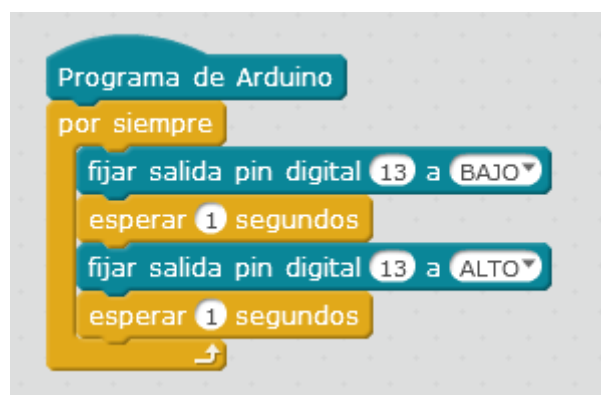 Programa de Arduino
por siempre
fijar salida pin digital 13 a BAJO
esperar 1 segundos
fijar salida pin digital 13 a ALTO
esperar 1 segundos